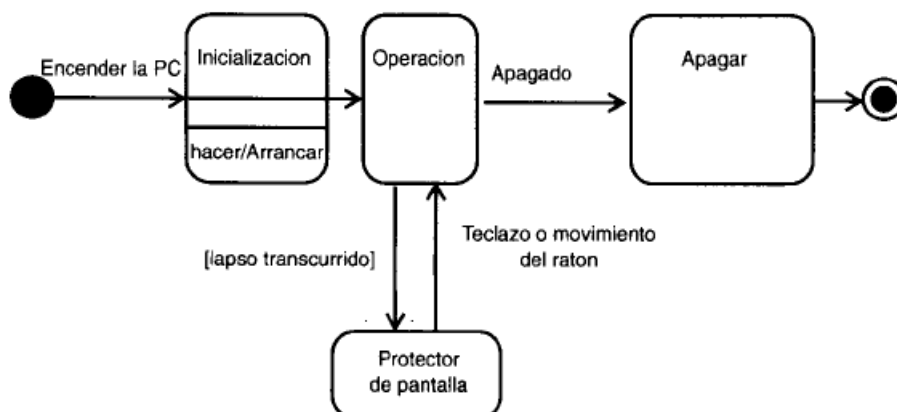 Encender la PC
Inicializacion
hacer/Arrancar
Operacion
Apagado
Apagar
[lapso transcurrido]
Teclazo o movimiento
del raton
Protector
de pantalla